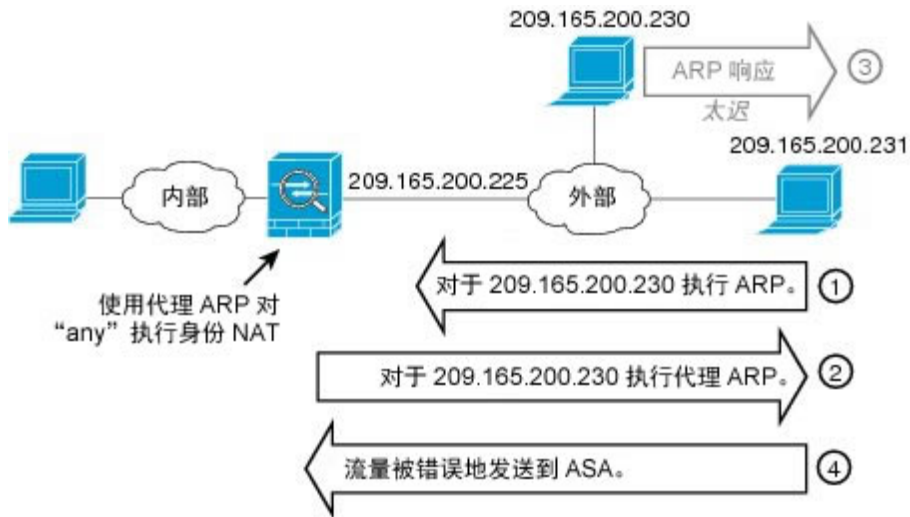 209.165.200.230
ARP 响应
太迟
③
209.165.200.231
内部
209.165.200.225
外部
使用代理 ARP 对
“any”执行身份 NAT
对于 209.165.200.230 执行 ARP。
①
对于 209.165.200.230 执行代理 ARP。
②
流量被错误地发送到 ASA。
④